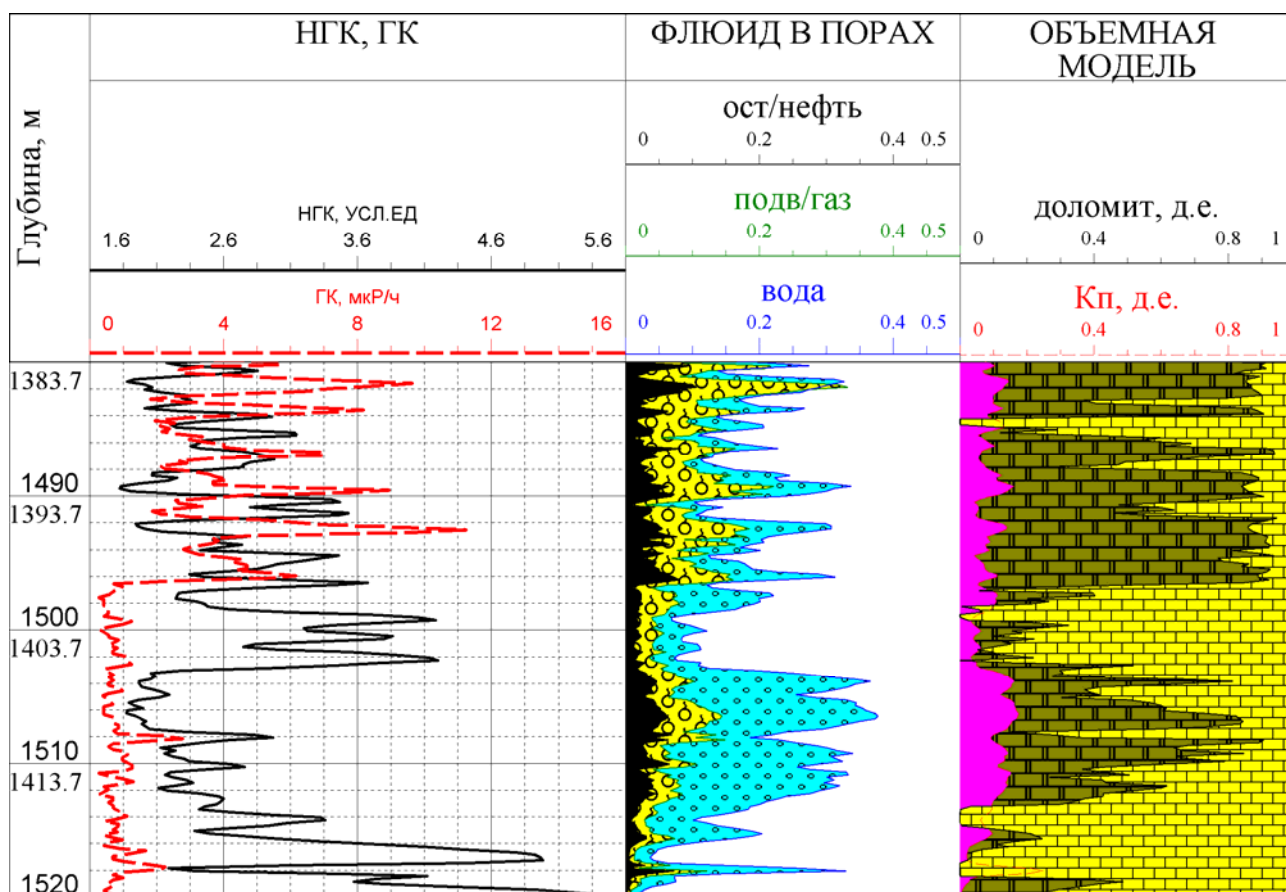 НГК, ГК
ФЛЮИД В ПОРАХ
ОБЪЕМНАЯ
МОДЕЛЬ
Глубина, м
НГК, УСЛ.ЕД
1.6 2.6 3.6 4.6 5.6
ГК, мкР/ч
0 4 8 12 16
ост/нефть
0 0.2 0.4 0.5
подв/газ
0 0.2 0.4 0.5
вода
0 0.2 0.4 0.5
доломит, д.е.
0 0.4 0.8 1
Кп, д.е.
0 0.4 0.8 1
1383.7
1490
1393.7
1500
1403.7
1510
1413.7
1520